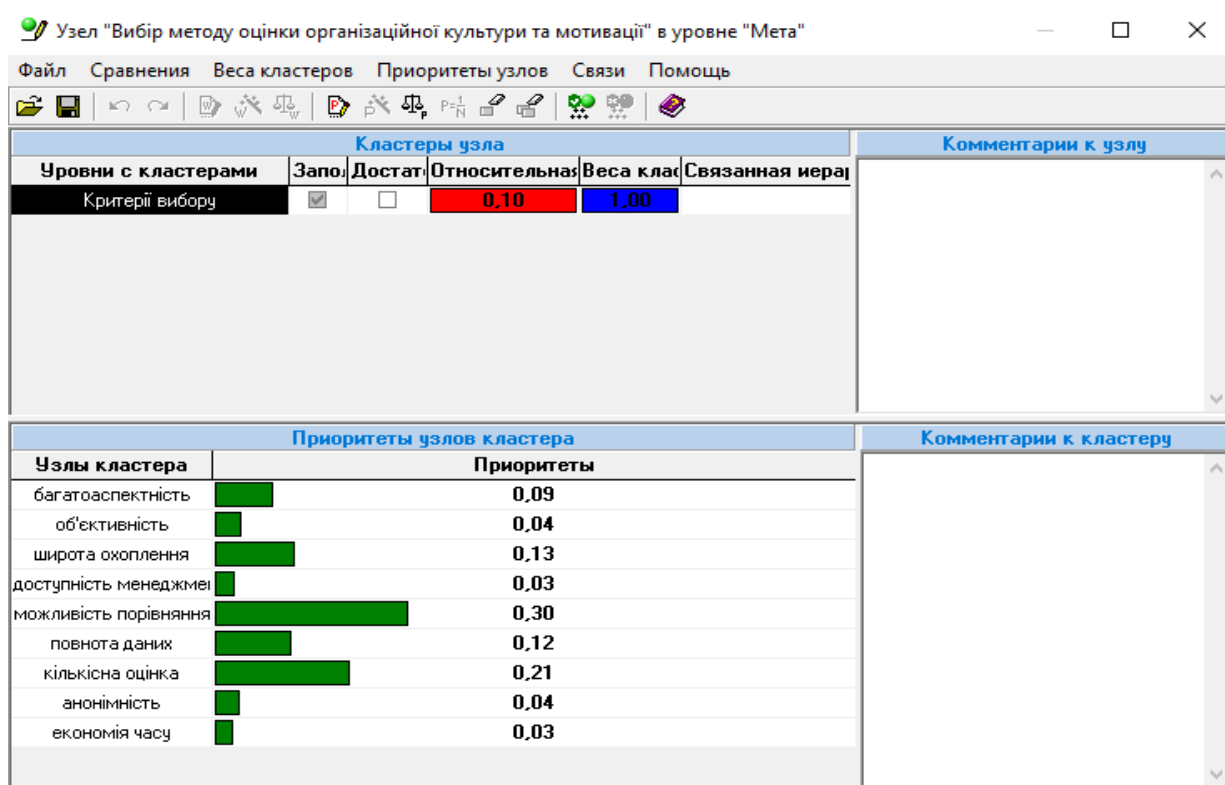 Узел "Вибір методу оцінки організаційної культури та мотивації" в уровне "Мета"
Файл Сравнения Веса кластеров Приоритеты узлов Связи Помощь
Кластеры узла
Комментарии к узлу
Уровни с кластерами Запол Достат Относительная Веса клас Связанная иерар
Критерії вибору 0,10 1,00
Приоритеты узлов кластера
Комментарии к кластеру
Узлы кластера Приоритеты
багатоаспектність 0,09
об'єктивність 0,04
широта охоплення 0,13
доступність менеджмен 0,03
можливість порівняння 0,30
повнота даних 0,12
кількісна оцінка 0,21
анонімність 0,04
економія часу 0,03